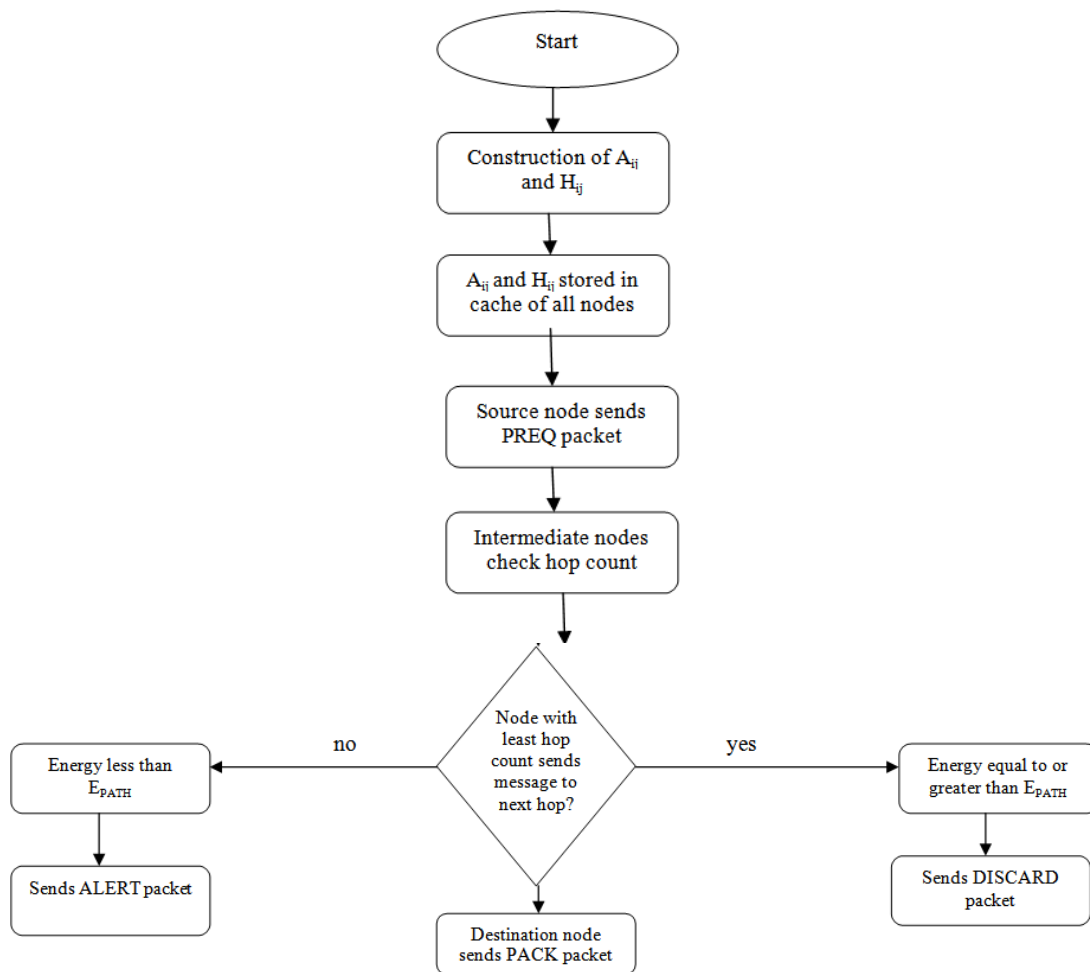 Start
Construction of Aij
and Hij
Aij and Hij stored in
cache of all nodes
Source node sends
PREQ packet
Intermediate nodes
check hop count
Node with
least hop
count sends
message to
next hop?
no
yes
Energy less than
EPATH
Energy equal to or
greater than EPATH
Sends ALERT packet
Sends DISCARD
packet
Destination node
sends PACK packet